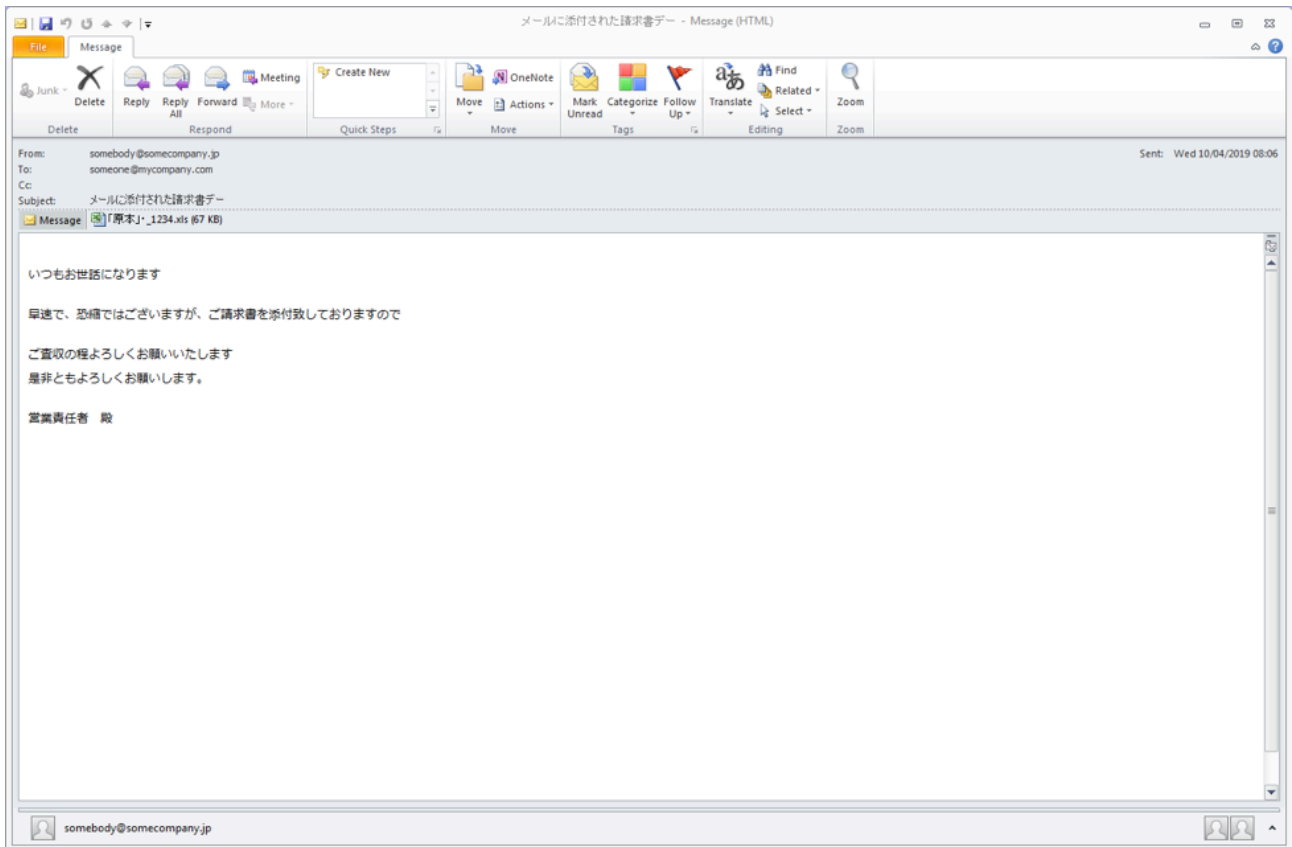 メールに添付された請求書デー - Message (HTML)
File Message
Junk
Delete
Reply
Reply All
Forward
Meeting
More
Create New
Move
OneNote
Actions
Mark Unread
Categorize
Follow Up
Translate
Find
Related
Select
Zoom
Delete Respond Quick Steps Move Tags Editing Zoom
From: somebody@somecompany.jp Sent: Wed 10/04/2019 08:06
To: someone@mycompany.com
Cc:
Subject: メールに添付された請求書デー
Message 「原本」･_1234.xls (67 KB)
いつもお世話になります
早速で、恐縮ではございますが、ご請求書を添付致しておりますので
ご査収の程よろしくお願いいたします
是非ともよろしくお願いします。
営業責任者　殿
somebody@somecompany.jp